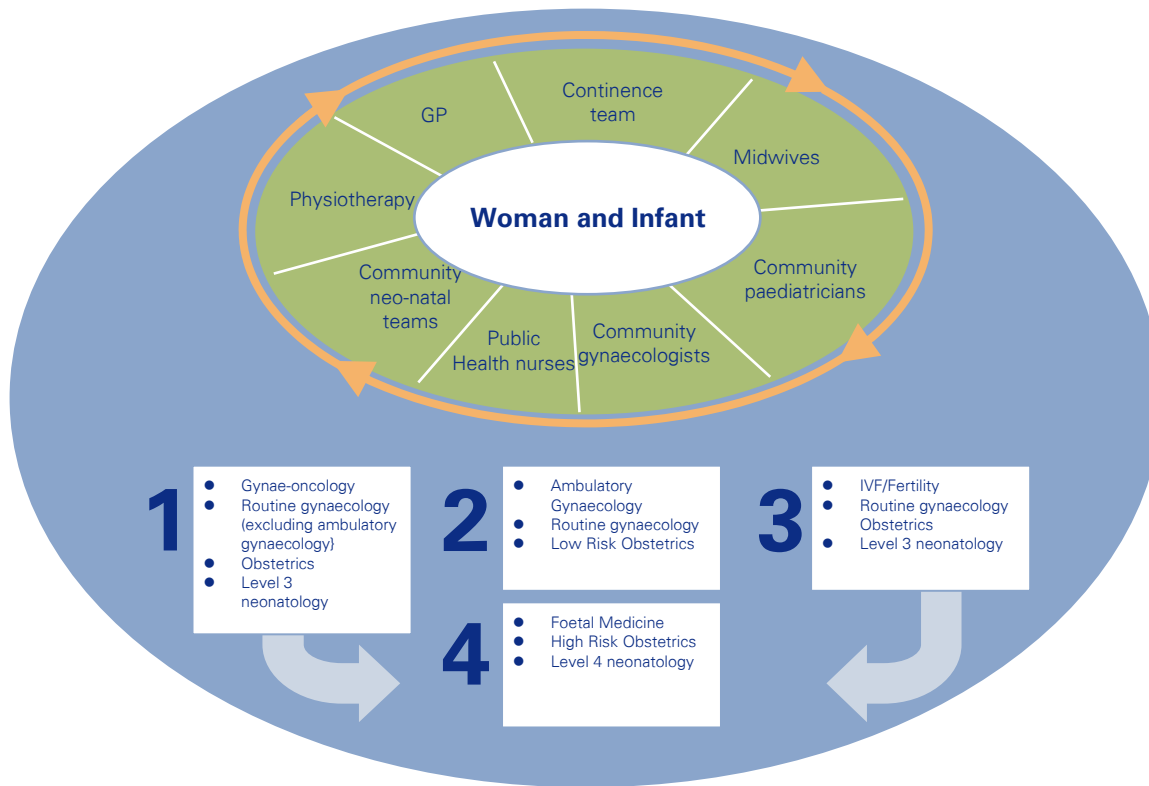 Continence
team
GP
Midwives
Physiotherapy
Woman and Infant
Community
paediatricians
Community
neo-natal
teams
Public
Health nurses
Community
gynaecologists
1
● Gynae-oncology
● Routine gynaecology
(excluding ambulatory
gynaecology}
● Obstetrics
● Level 3
neonatology
2
● Ambulatory
Gynaecology
● Routine gynaecology
● Low Risk Obstetrics
3
● IVF/Fertility
● Routine gynaecology
Obstetrics
● Level 3 neonatology
4
● Foetal Medicine
● High Risk Obstetrics
● Level 4 neonatology